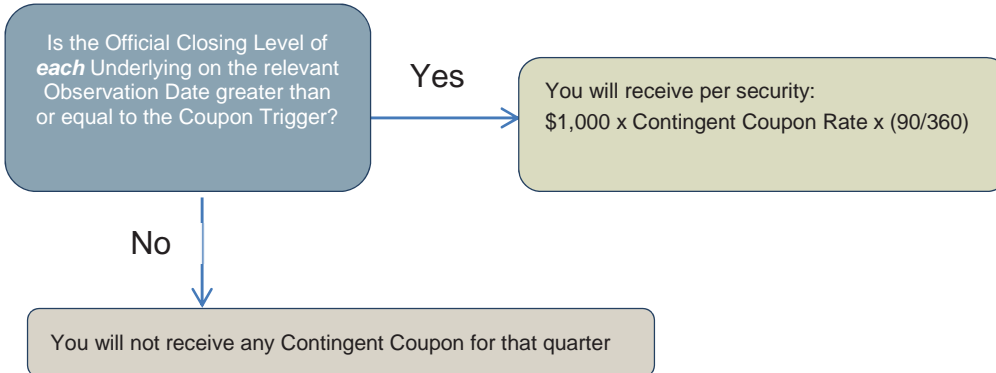 Is the Official Closing Level of
each Underlying on the relevant
Observation Date greater than
or equal to the Coupon Trigger?
Yes
You will receive per security:
$1,000 x Contingent Coupon Rate x (90/360)
No
You will not receive any Contingent Coupon for that quarter